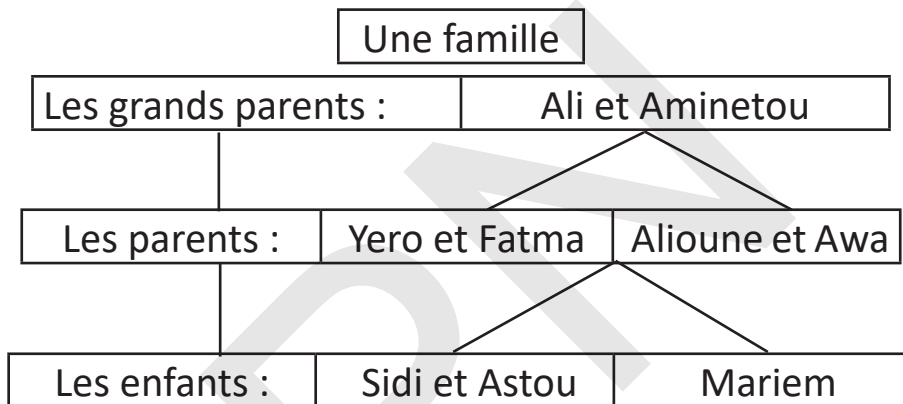 Une famille
Les grands parents : Ali et Aminetou
Les parents : Yero et Fatma Alioune et Awa
Les enfants : Sidi et Astou Mariem